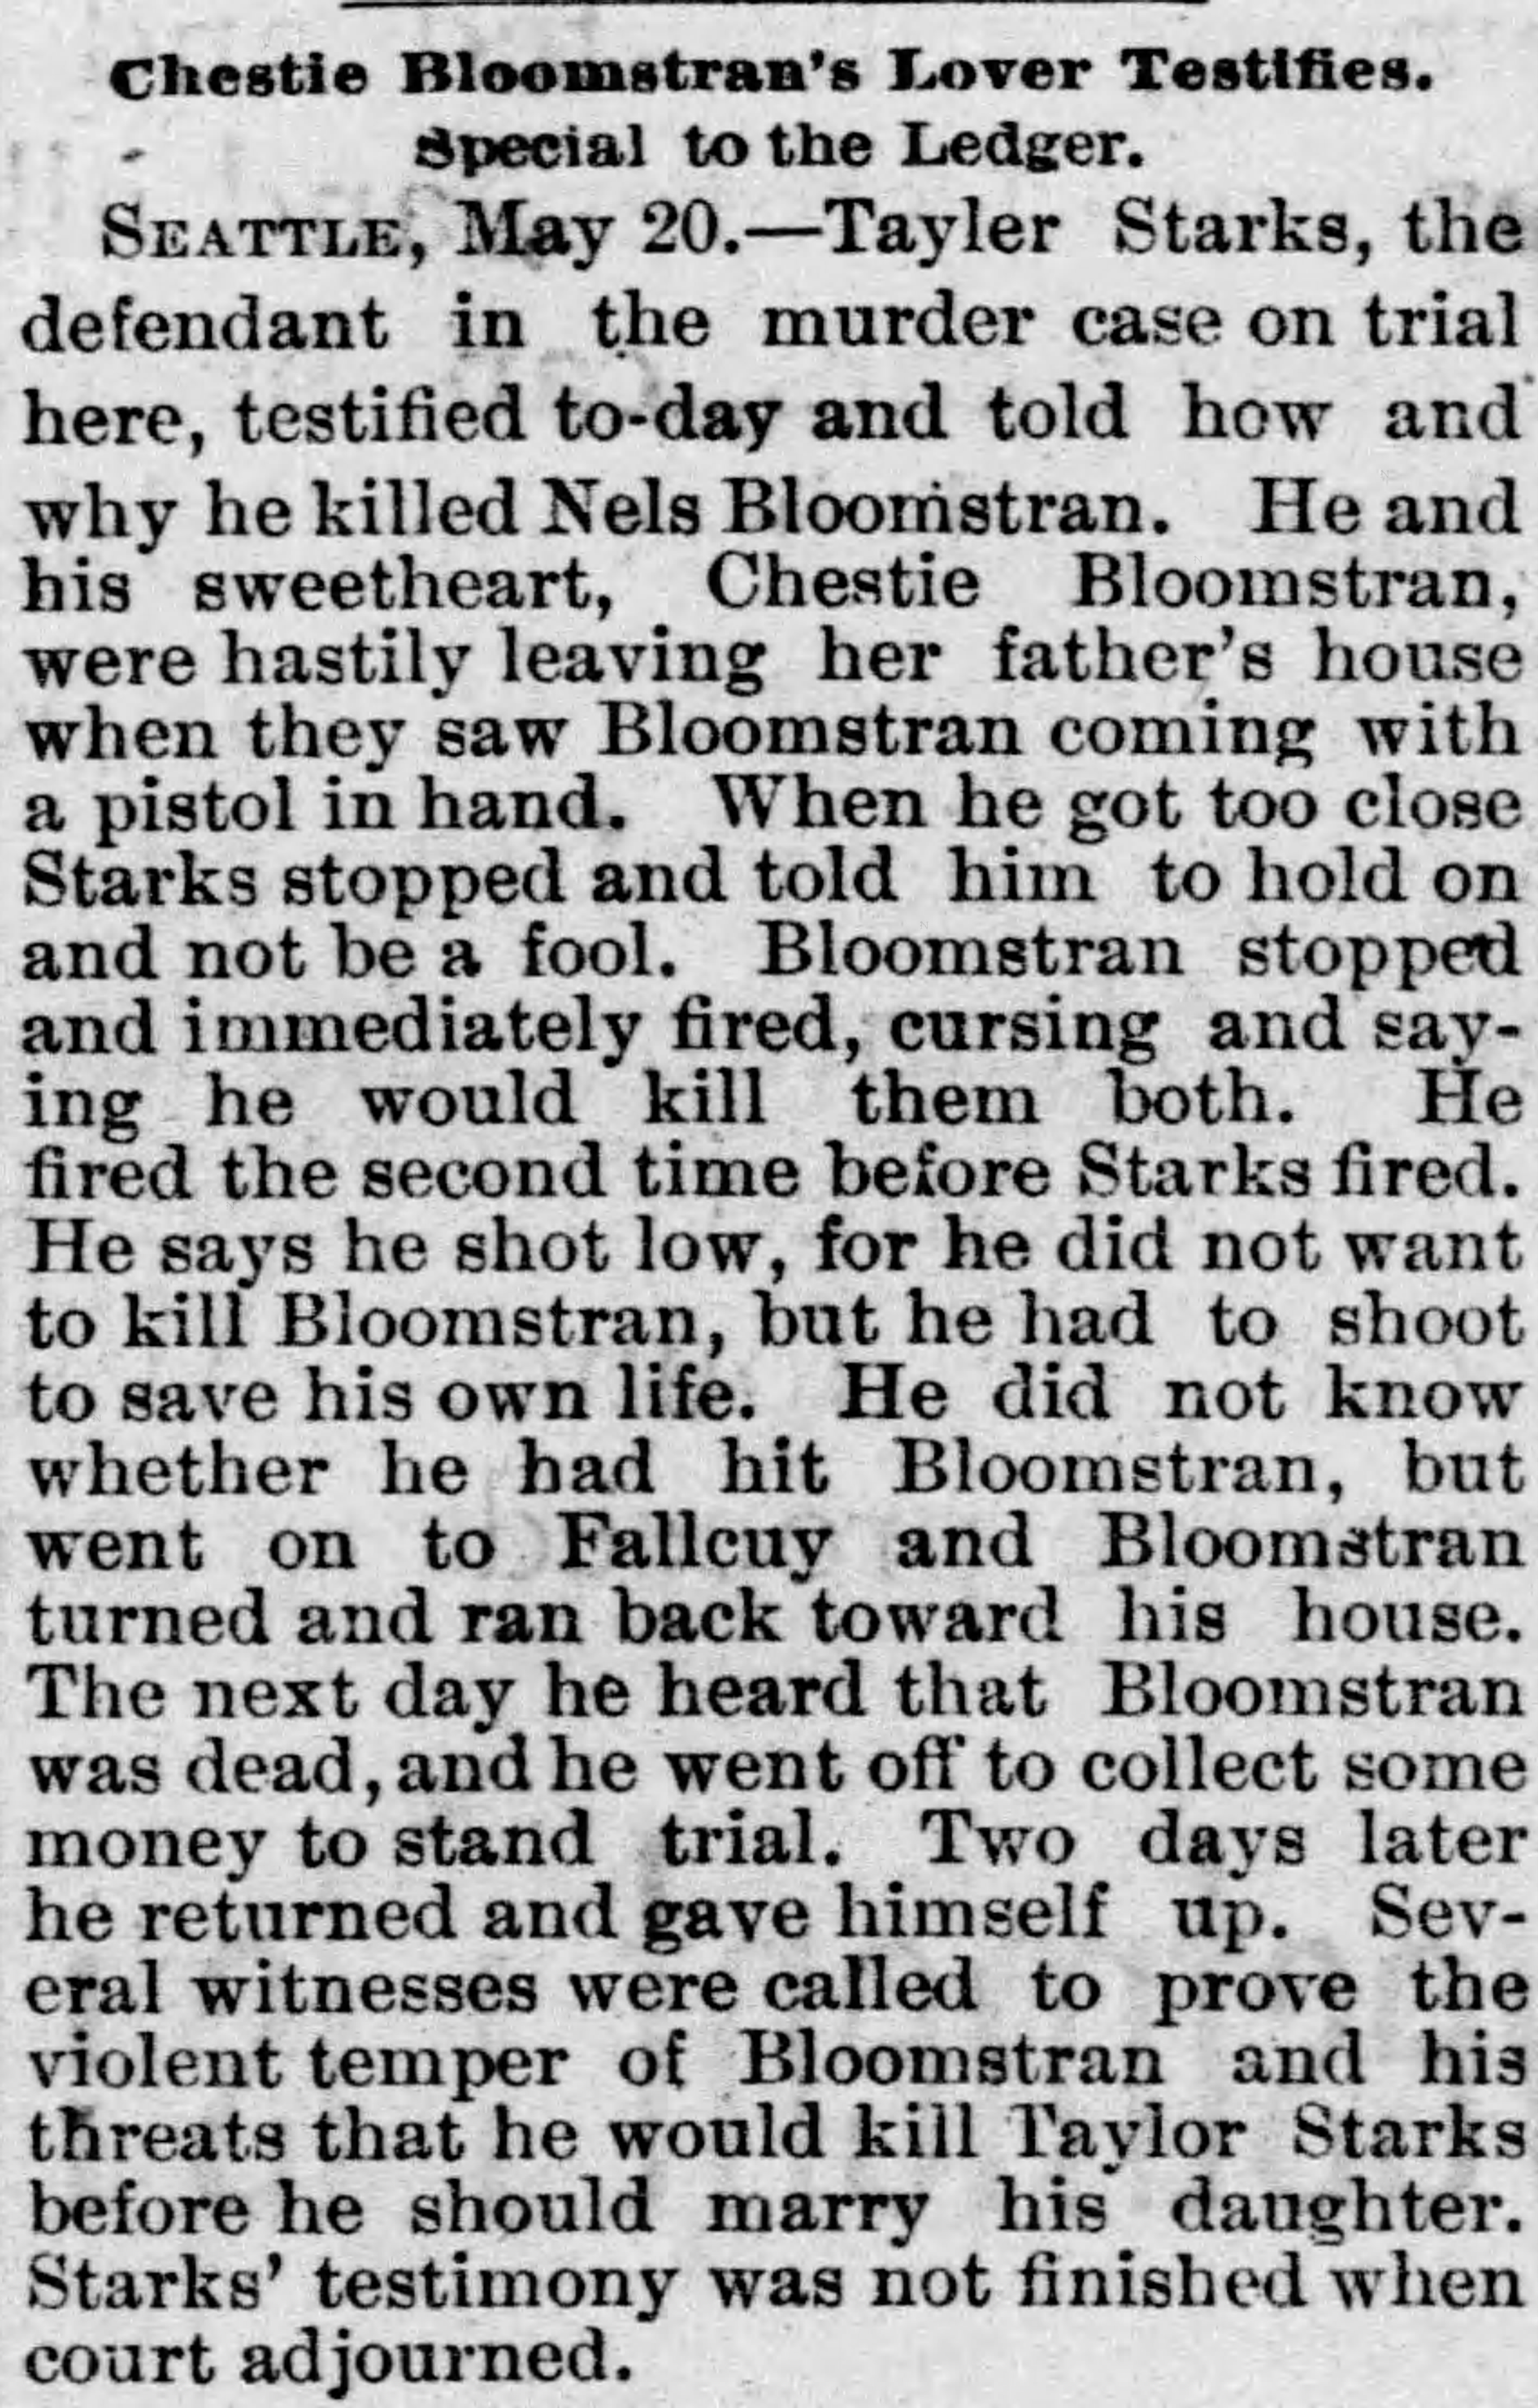 Chestie Bloomstran's Lover Testifies.
Special to the Ledger.
SEATTLE, May 20.—Tayler Starks, the
defendant in the murder case on trial
here, testified to-day and told how and
why he killed Nels Bloomstran. He and
his sweetheart, Chestie Bloomstran,
were hastily leaving her father's house
when they saw Bloomstran coming with
a pistol in hand. When he got too close
Starks stopped and told him to hold on
and not be a fool. Bloomstran stopped
and immediately fired, cursing and say-
ing he would kill them both. He
fired the second time before Starks fired.
He says he shot low, for he did not want
to kill Bloomstran, but he had to shoot
to save his own life. He did not know
whether he had hit Bloomstran, but
went on to Fallcuy and Bloomstran
turned and ran back toward his house.
The next day he heard that Bloomstran
was dead, and he went off to collect some
money to stand trial. Two days later
he returned and gave himself up. Sev-
eral witnesses were called to prove the
violent temper of Bloomstran and his
threats that he would kill Taylor Starks
before he should marry his daughter.
Starks' testimony was not finished when
court adjourned.